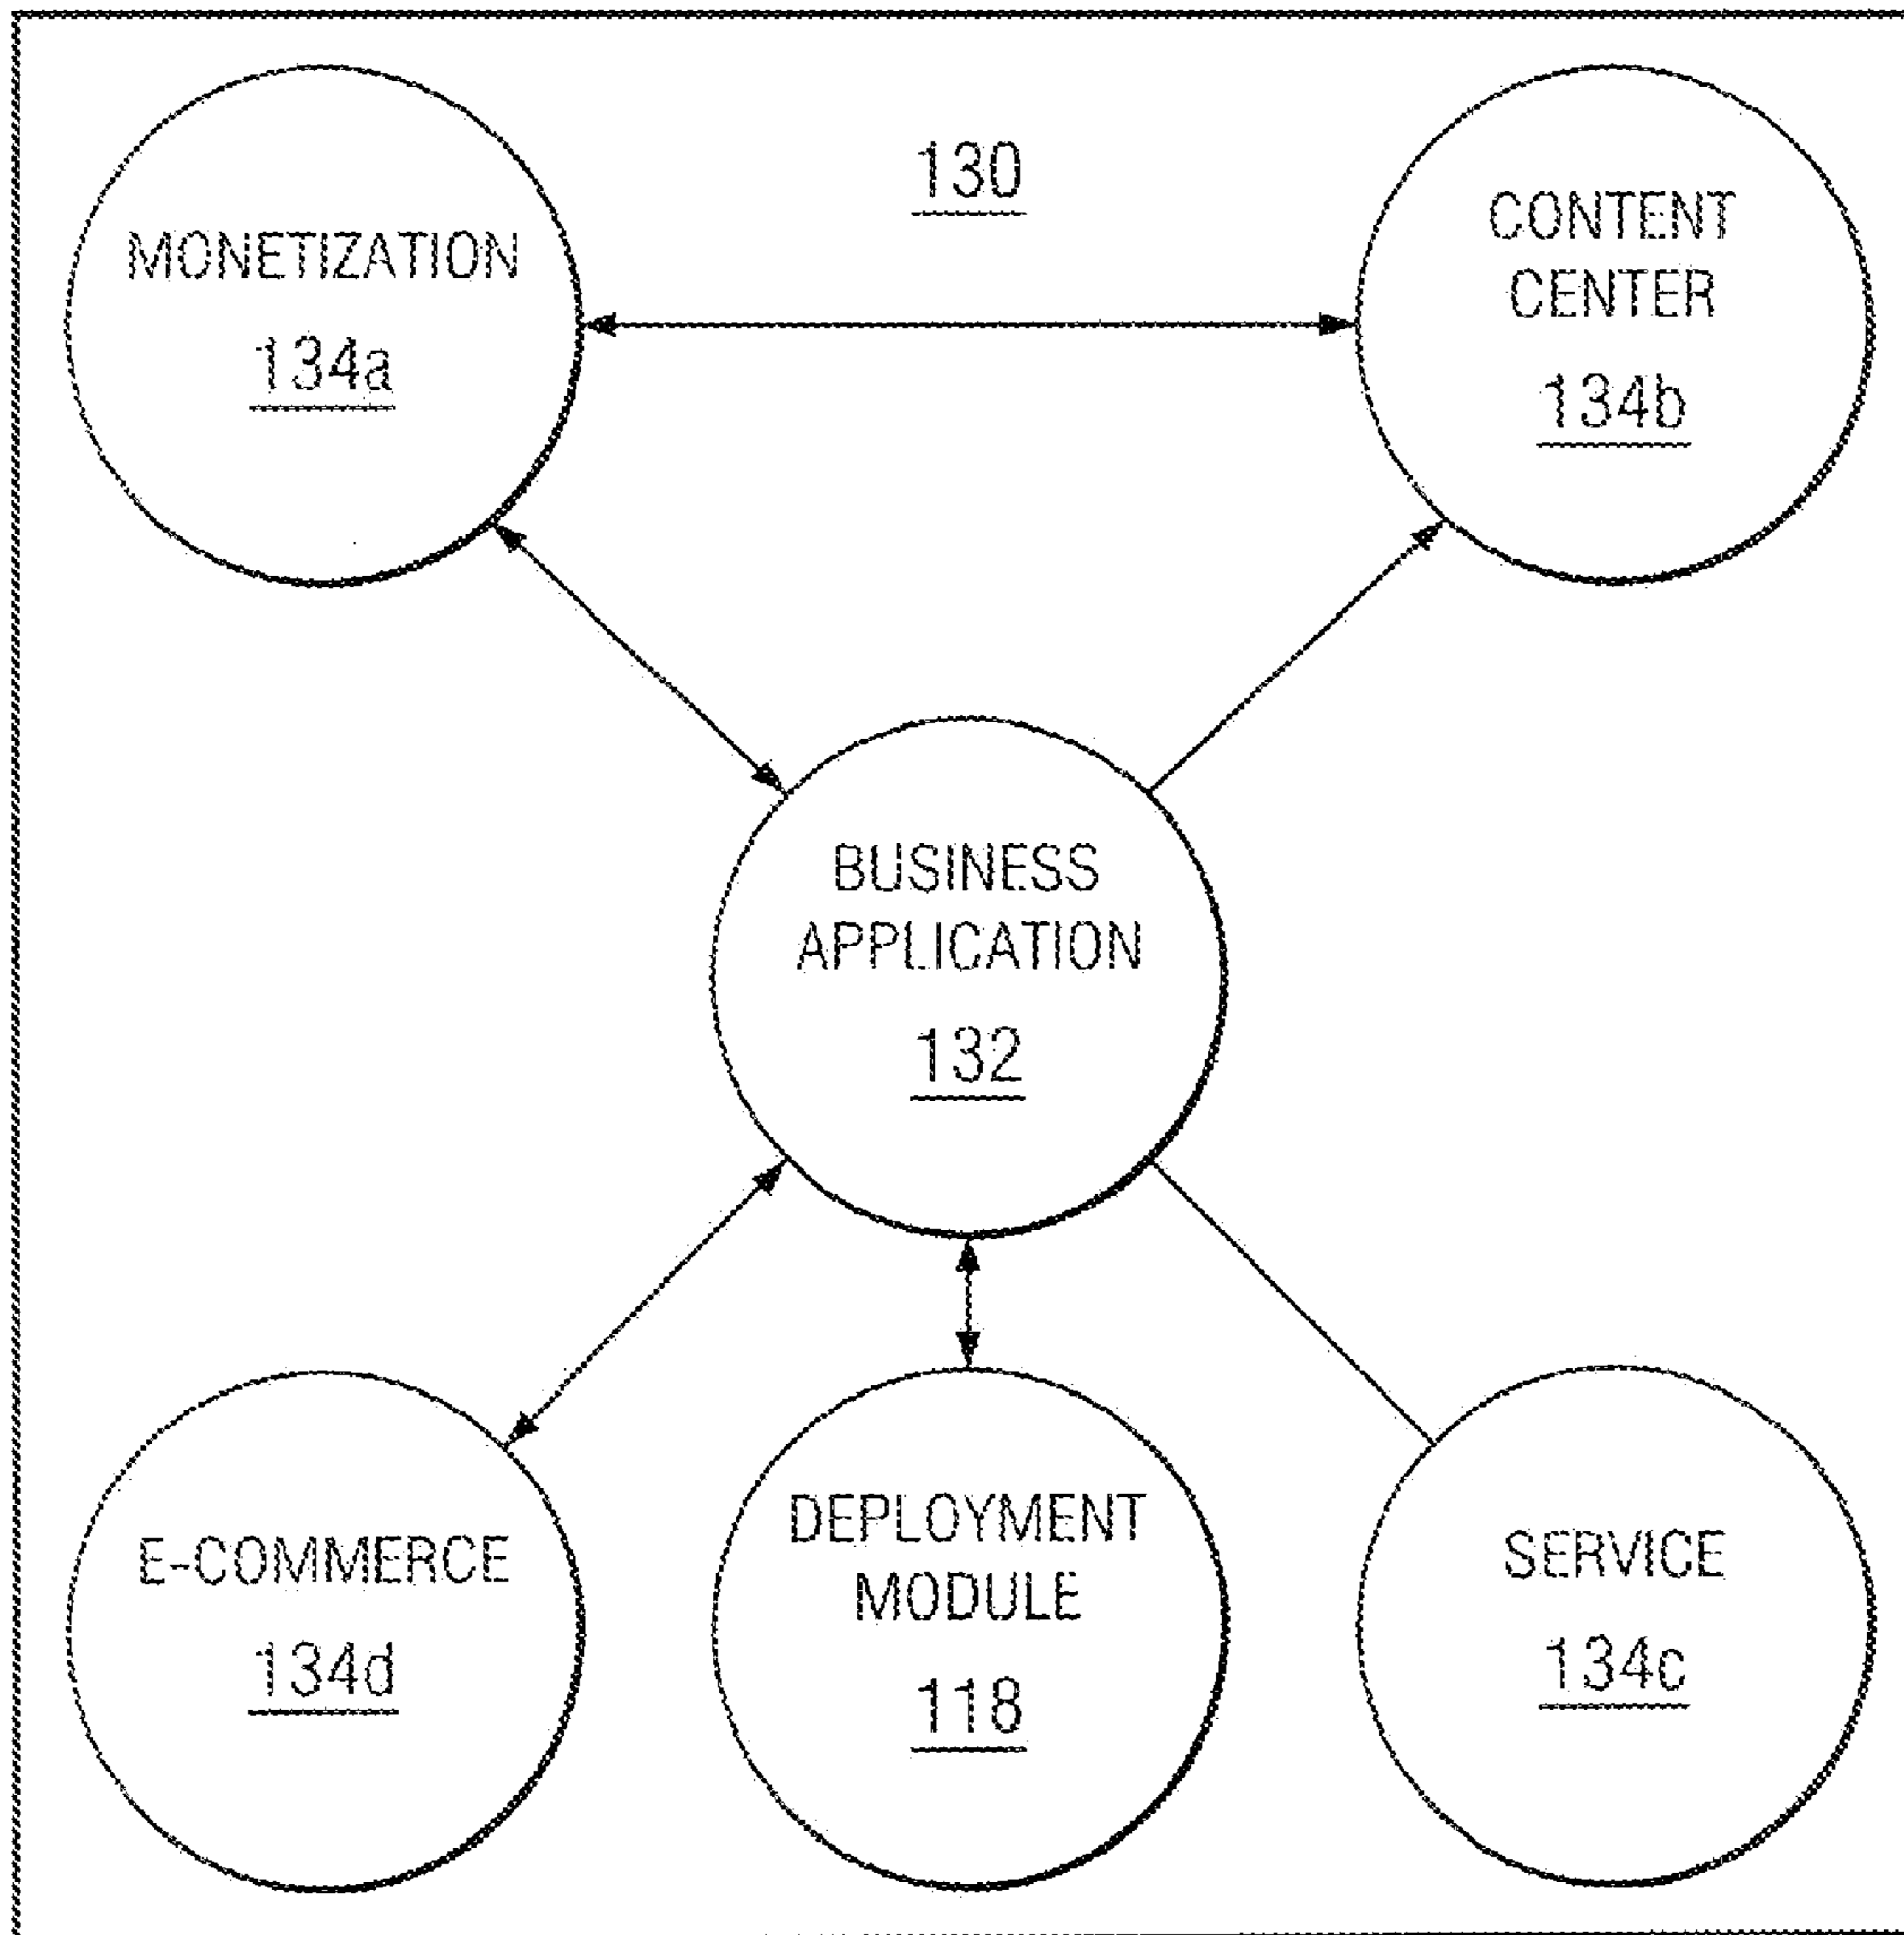 130
MONETIZATION
134a
CONTENT
CENTER
134b
BUSINESS
APPLICATION
132
E-COMMERCE
134d
DEPLOYMENT
MODULE
118
SERVICE
134c